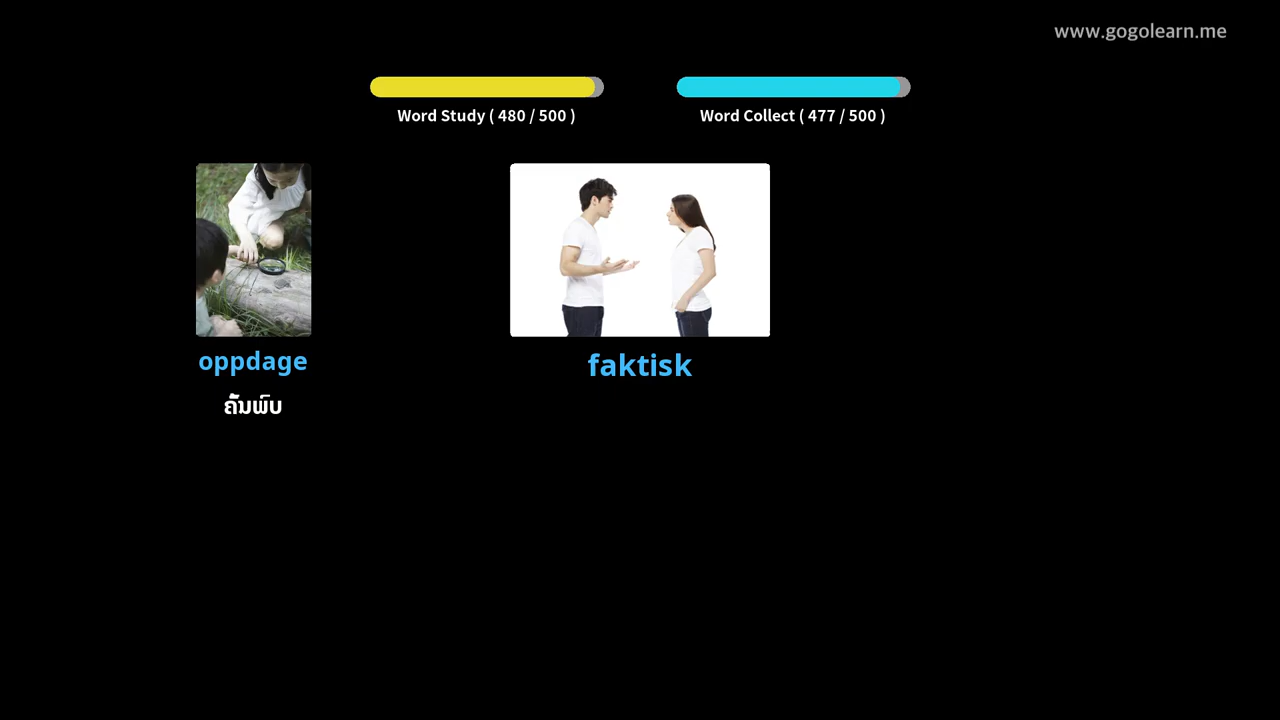 www.gogolearn.me
Word Study ( 480 / 500 )
Word Collect ( 477 / 500 )
oppdage
ຄົ້ນພົບ
faktisk